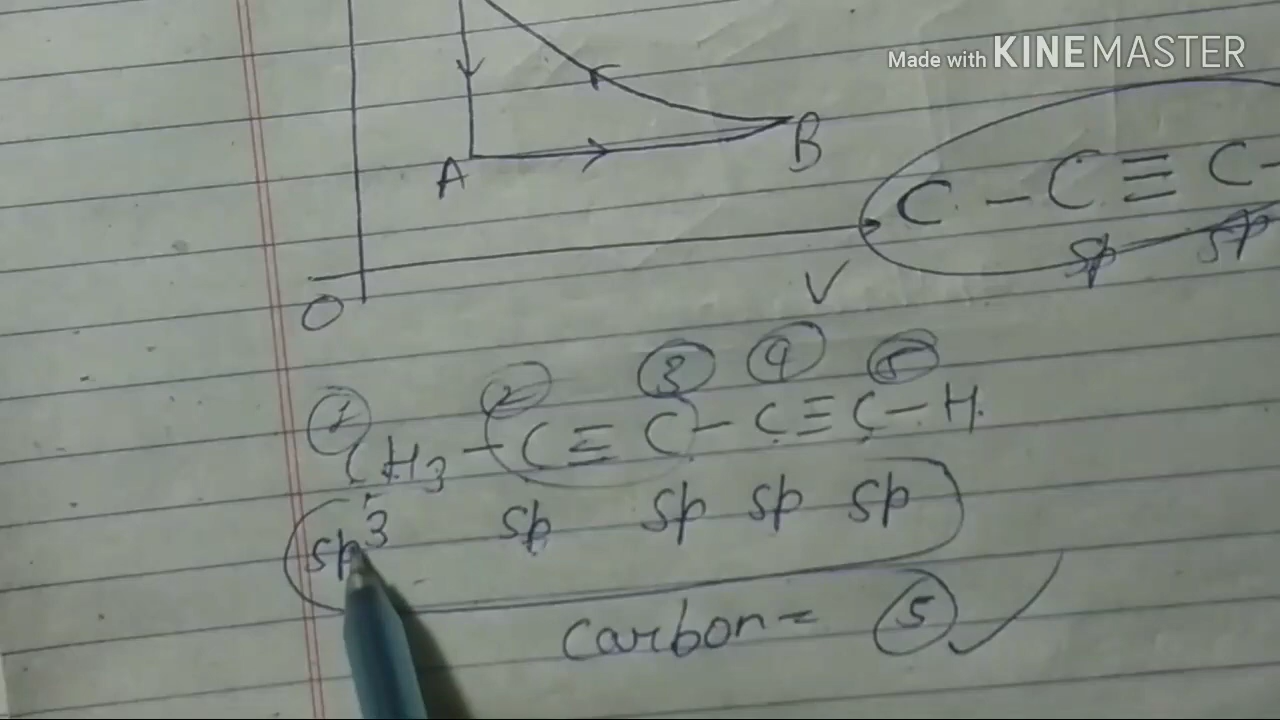 Made with KINEMASTER
A B
C - C ≡ C -
sp sp
O V
1 2 3 4 5
CH3 - C ≡ C - C ≡ C - H
sp3 sp sp sp sp
Carbon = 5